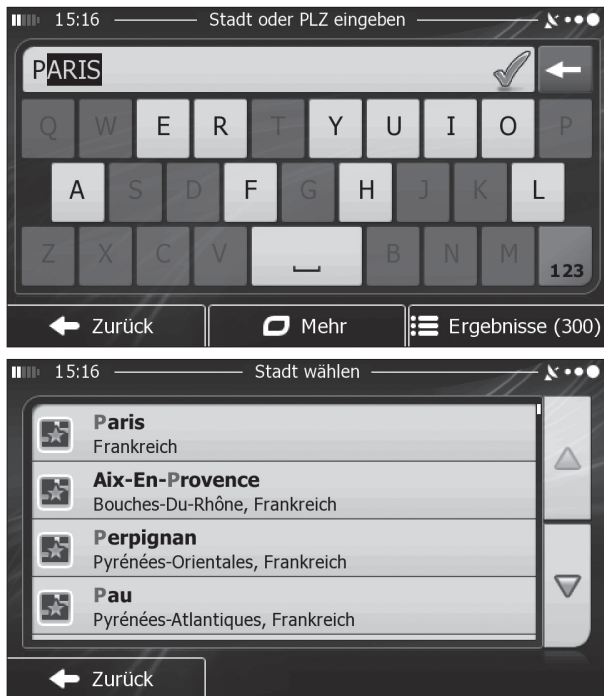 15:16 Stadt oder PLZ eingeben
PARIS
Q W E R T Y U I O P
A S D F G H J K L
Z X C V B N M 123
Zurück Mehr Ergebnisse (300)
15:16 Stadt wählen
Paris
Frankreich
Aix-En-Provence
Bouches-Du-Rhône, Frankreich
Perpignan
Pyrénées-Orientales, Frankreich
Pau
Pyrénées-Atlantiques, Frankreich
Zurück